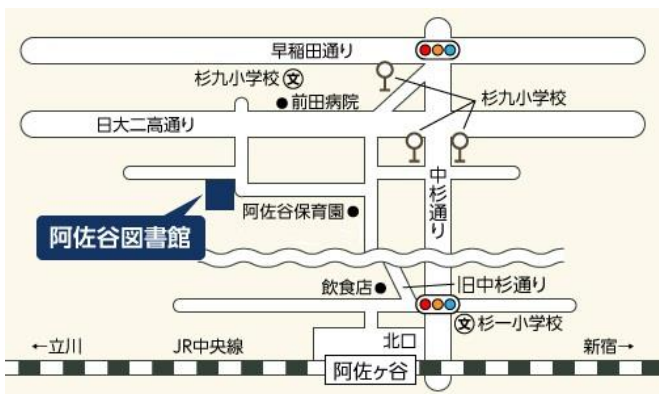 早稲田通り
杉九小学校 文
前田病院
杉九小学校
日大二高通り
中杉通り
阿佐谷保育園
阿佐谷図書館
飲食店
旧中杉通り
文 杉一小学校
←立川
JR中央線
北口
新宿→
阿佐ヶ谷